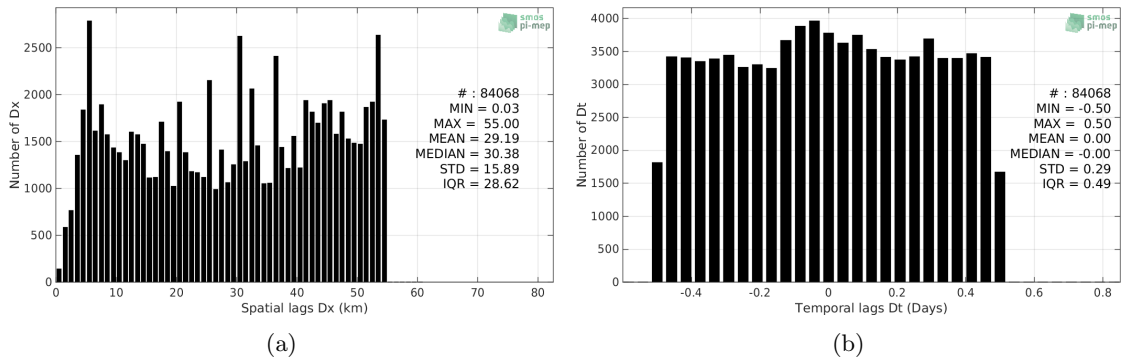 smos
pi-mep
2500
2000
1500
1000
500
0
Number of Dx
# : 84068
MIN = 0.03
MAX = 55.00
MEAN = 29.19
MEDIAN = 30.38
STD = 15.89
IQR = 28.62
0 10 20 30 40 50 60 70 80
Spatial lags Dx (km)
(a)
smos
pi-mep
4000
3500
3000
2500
2000
1500
1000
500
0
Number of Dt
# : 84068
MIN = -0.50
MAX = 0.50
MEAN = 0.00
MEDIAN = -0.00
STD = 0.29
IQR = 0.49
-0.4 -0.2 0 0.2 0.4 0.6 0.8
Temporal lags Dt (Days)
(b)